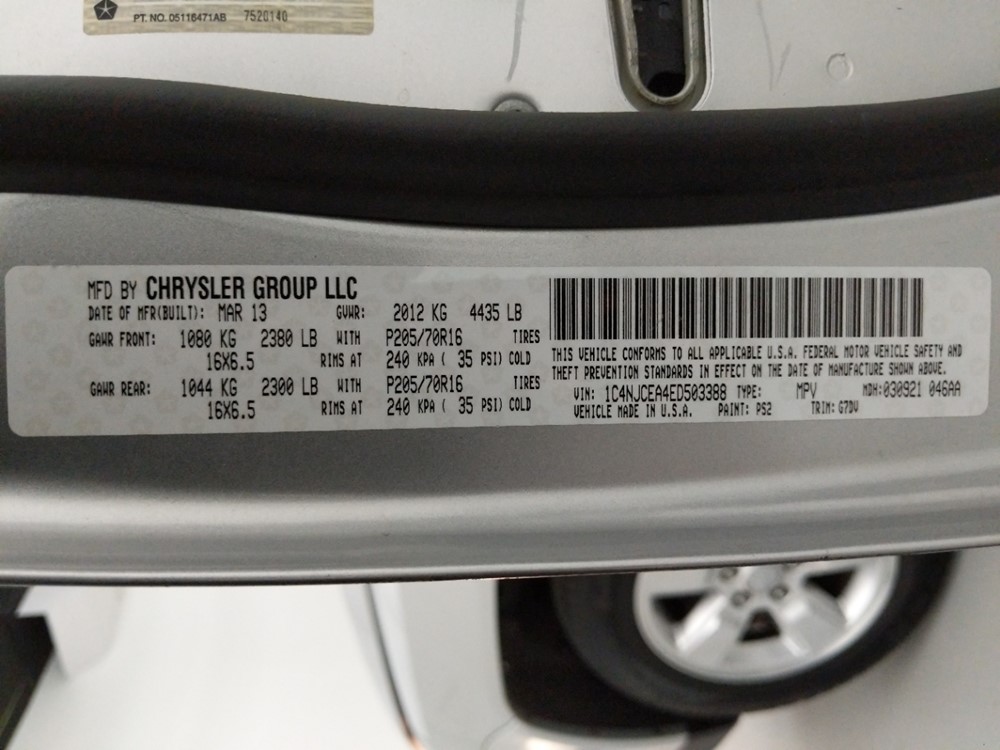 PT. NO. 05116471AB 7520140
MFD BY CHRYSLER GROUP LLC
DATE OF MFR(BUILT): MAR 13 GVWR: 2012 KG 4435 LB
GAWR FRONT: 1080 KG 2380 LB WITH P205/70R16 TIRES
16X6.5 RIMS AT 240 KPA ( 35 PSI) COLD
GAWR REAR: 1044 KG 2300 LB WITH P205/70R16 TIRES
16X6.5 RIMS AT 240 KPA ( 35 PSI) COLD
THIS VEHICLE CONFORMS TO ALL APPLICABLE U.S.A. FEDERAL MOTOR VEHICLE SAFETY AND
THEFT PREVENTION STANDARDS IN EFFECT ON THE DATE OF MANUFACTURE SHOWN ABOVE.
VIN: 1C4NJCEA4ED503388 TYPE: MPV MDH:030921 046AA
VEHICLE MADE IN U.S.A. PAINT: PS2 TRIM: G7DV